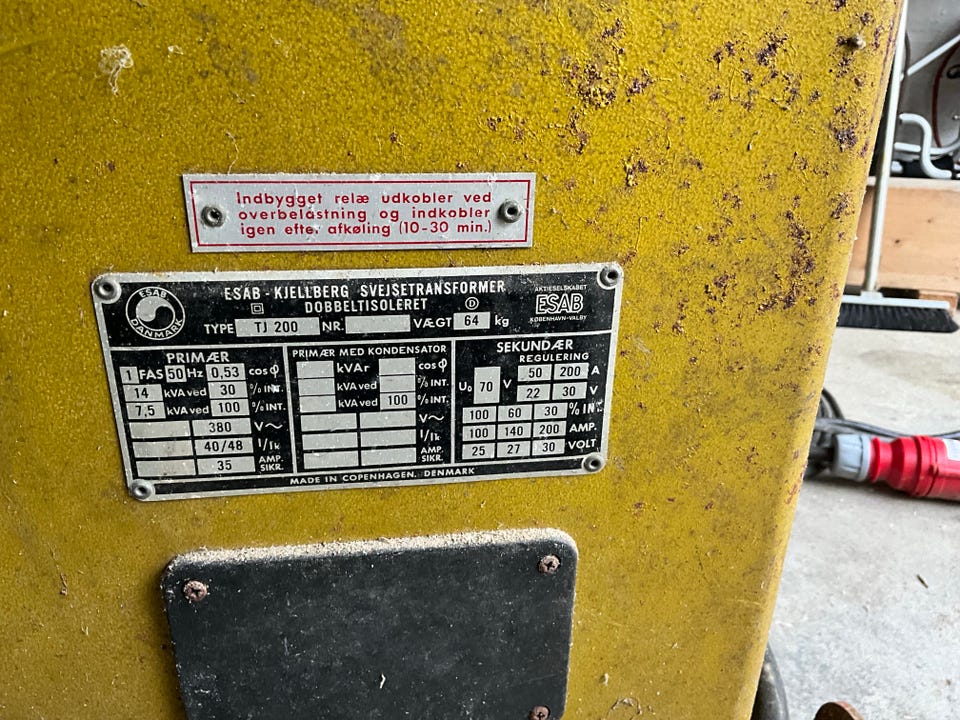 Indbygget relæ udkobler ved
overbelastning og indkobler
igen efter afkøling (10-30 min.)
ESAB
DANMARK
ESAB - KJELLBERG SVEJSETRANSFORMER
DOBBELTISOLERET D
TYPE TJ 200 NR. VÆGT 64 kg
AKTIESELSKABET
ESAB
KØBENHAVN-VALBY
PRIMÆR
1 FAS 50 Hz 0,53 cos ϕ
14 kVA ved 30 % INT.
7,5 kVA ved 100 % INT.
380 V~
40/48 I/Ik
35 AMP. SIKR.
PRIMÆR MED KONDENSATOR
kVAr cos ϕ
kVA ved % INT.
kVA ved 100 % INT.
V~
I/Ik
AMP. SIKR.
SEKUNDÆR
REGULERING
U₀ 70 V 50 200 A
22 30 V
100 60 30 % IN
100 140 200 AMP.
25 27 30 VOLT
MADE IN COPENHAGEN. DENMARK